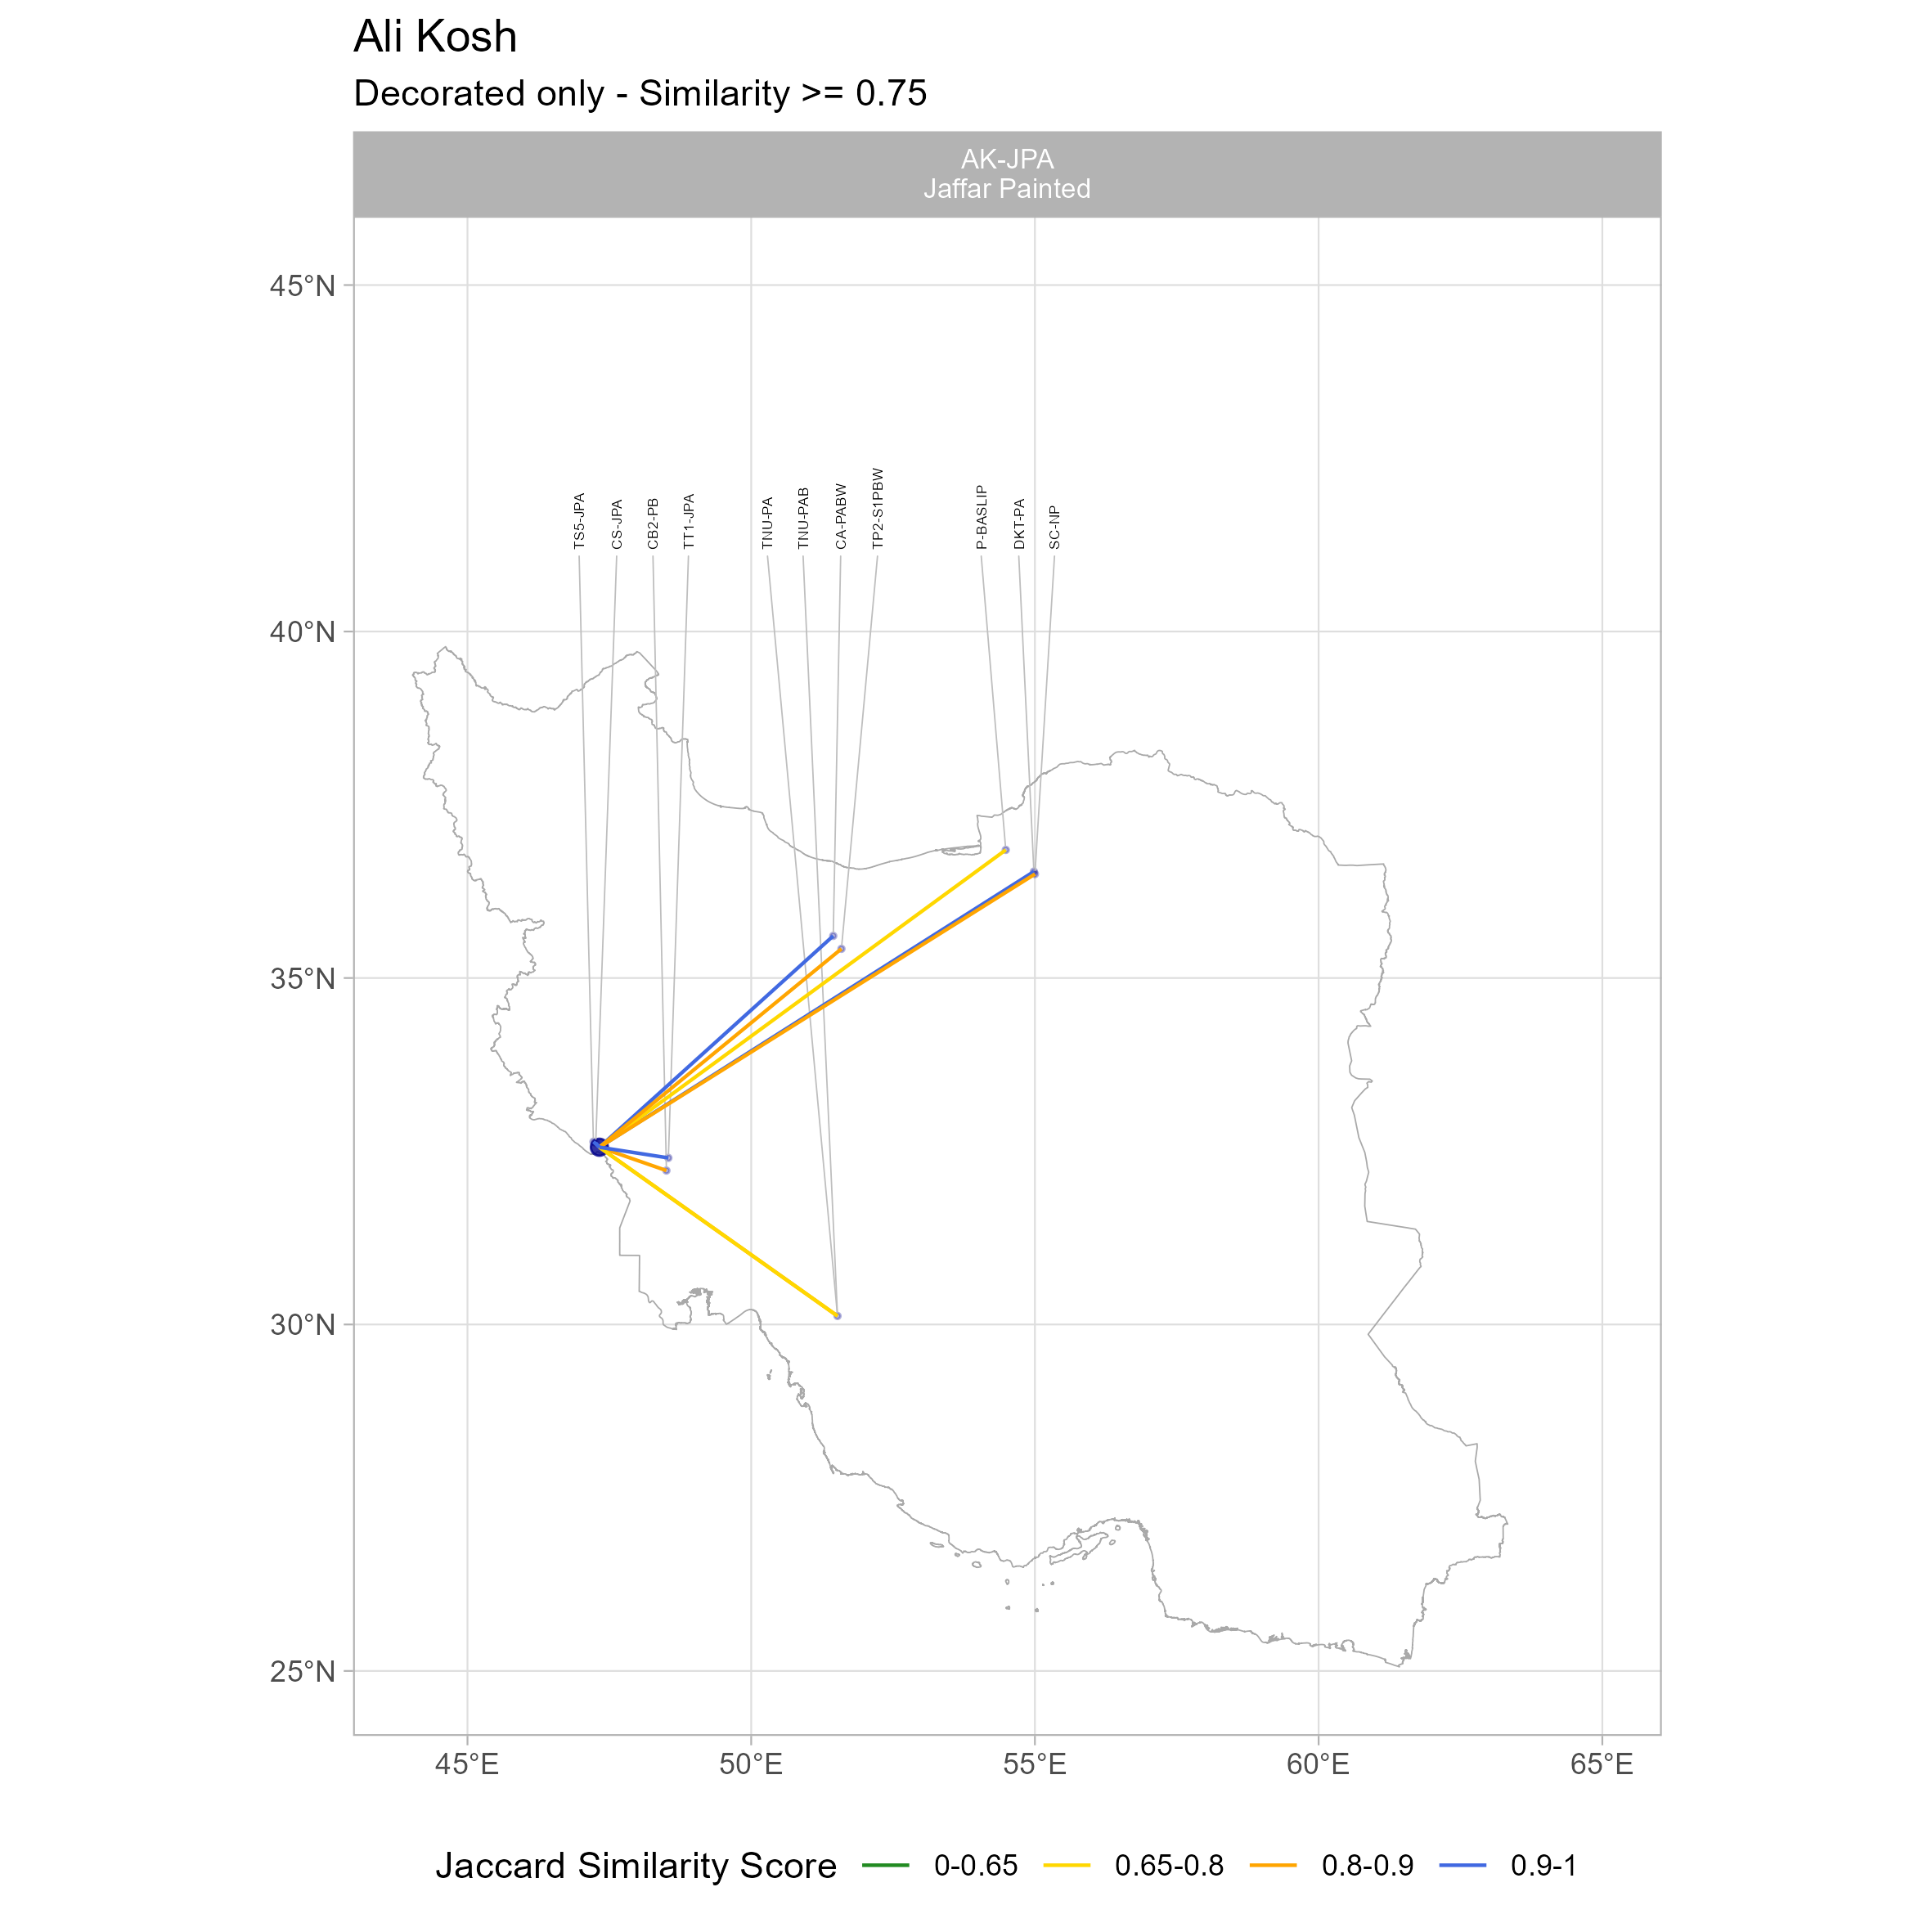 Ali Kosh
Decorated only - Similarity >= 0.75
AK-JPA
Jaffar Painted
45°N
40°N
35°N
30°N
25°N
TS5-JPA
CS-JPA
CB2-PB
TT1-JPA
TNU-PA
TNU-PAB
CA-PABW
TP2-S1PBW
P-BASLIP
DKT-PA
SC-NP
45°E
50°E
55°E
60°E
65°E
Jaccard Similarity Score 0-0.65 0.65-0.8 0.8-0.9 0.9-1